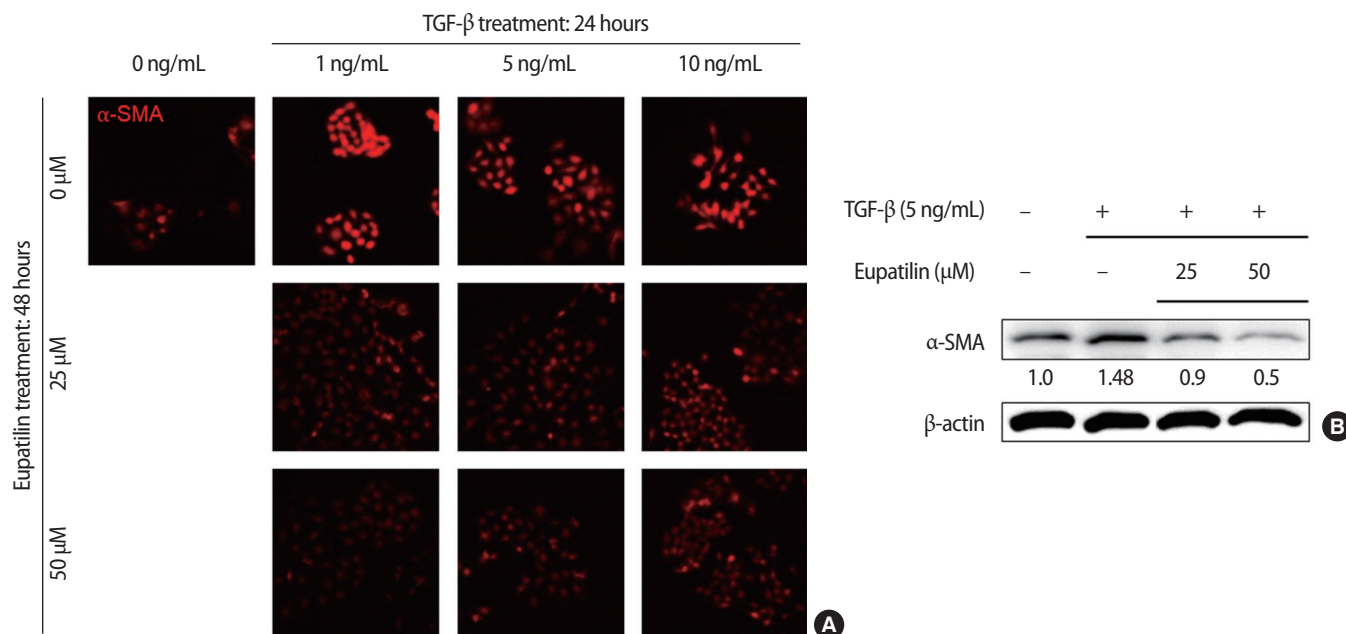 TGF-β treatment: 24 hours
0 ng/mL 1 ng/mL 5 ng/mL 10 ng/mL
Eupatilin treatment: 48 hours
0 μM
α-SMA
25 μM
50 μM
A
TGF-β (5 ng/mL) – + + +
Eupatilin (μM) – – 25 50
α-SMA
1.0 1.48 0.9 0.5
β-actin
B